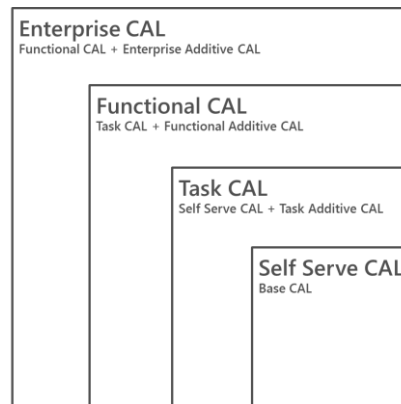 Enterprise CAL
Functional CAL + Enterprise Additive CAL
Functional CAL
Task CAL + Functional Additive CAL
Task CAL
Self Serve CAL + Task Additive CAL
Self Serve CAL
Base CAL